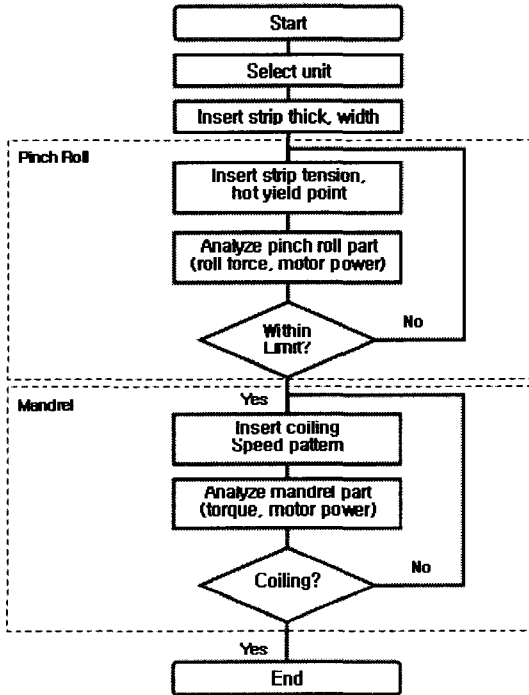 Start
Select unit
Insert strip thick, width
Pinch Roll
Insert strip tension,
hot yield point
Analyze pinch roll part
(roll force, motor power)
Within
Limit?
No
Yes
Mandrel
Insert coiling
Speed pattern
Analyze mandrel part
(torque, motor power)
Coiling?
No
Yes
End